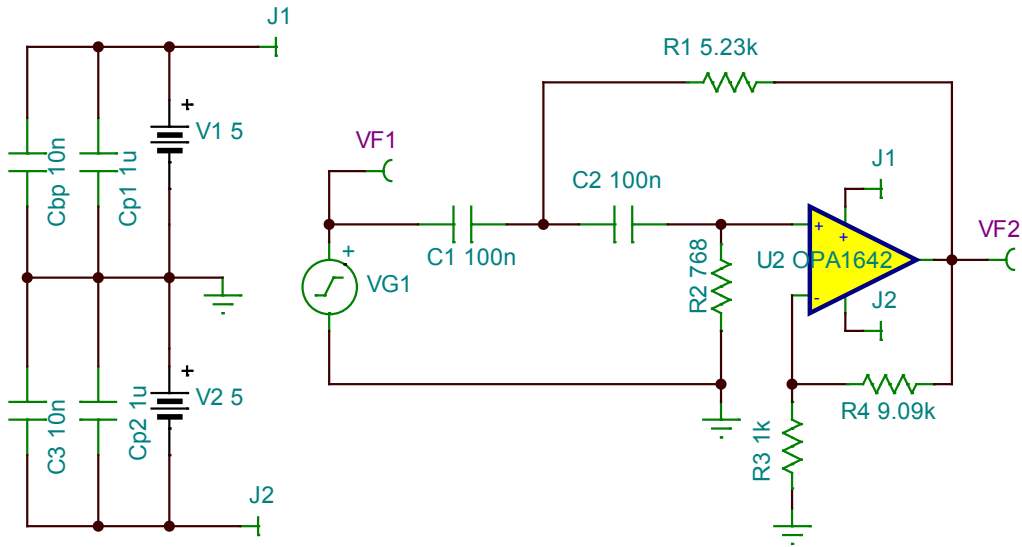 J1
R1 5.23k
V1 5
Cbp 10n
Cp1 1u
VF1
C2 100n
J1
C1 100n
R2 768
U2 OPA1642
VF2
VG1
J2
V2 5
C3 10n
Cp2 1u
R4 9.09k
R3 1k
J2